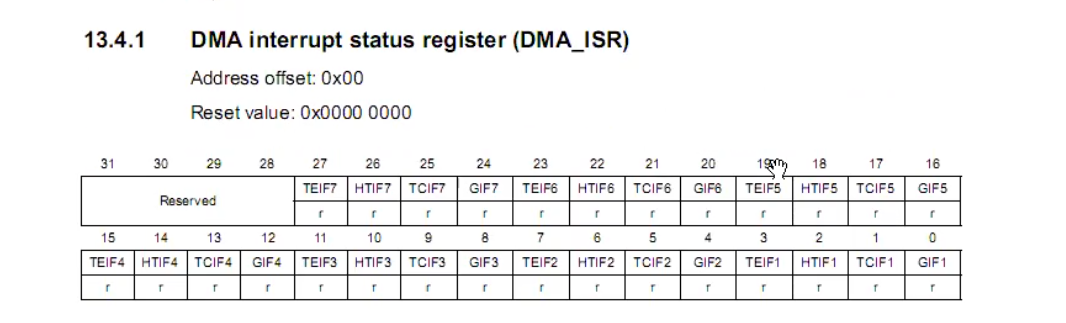 13.4.1 DMA interrupt status register (DMA_ISR)
Address offset: 0x00
Reset value: 0x0000 0000
31 30 29 28 27 26 25 24 23 22 21 20 19 18 17 16
Reserved TEIF7 HTIF7 TCIF7 GIF7 TEIF6 HTIF6 TCIF6 GIF6 TEIF5 HTIF5 TCIF5 GIF5
r r r r r r r r r r r r
15 14 13 12 11 10 9 8 7 6 5 4 3 2 1 0
TEIF4 HTIF4 TCIF4 GIF4 TEIF3 HTIF3 TCIF3 GIF3 TEIF2 HTIF2 TCIF2 GIF2 TEIF1 HTIF1 TCIF1 GIF1
r r r r r r r r r r r r r r r r